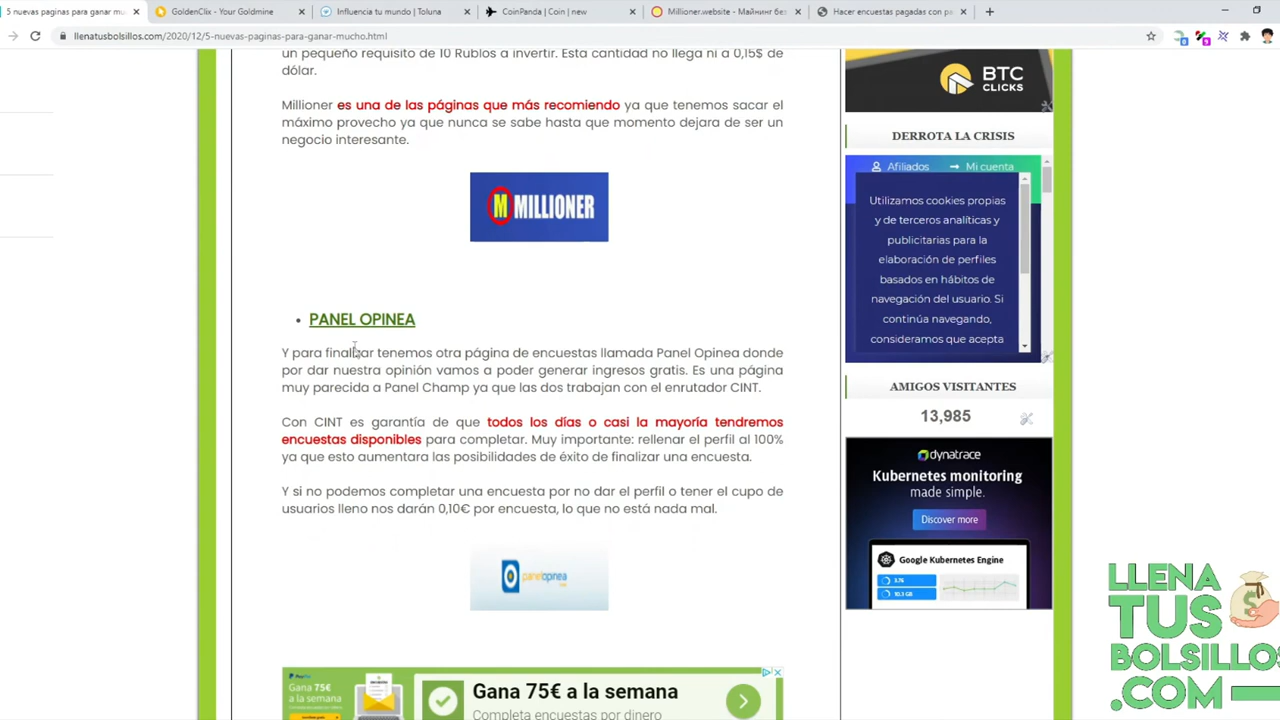 5 nuevas paginas para ganar mu
GoldenClix - Your Goldmine
Influencia tu mundo | Toluna
CoinPanda | Coin | new
Millioner.website - Майнинг бес
Hacer encuestas pagadas con p
llenatusbolsillos.com/2020/12/5-nuevas-paginas-para-ganar-mucho.html
un pequeño requisito de 10 Rublos a invertir. Esta cantidad no llega ni a 0,15$ de
dólar.
Millioner es una de las páginas que más recomiendo ya que tenemos sacar el
máximo provecho ya que nunca se sabe hasta que momento dejara de ser un
negocio interesante.
M MILLIONER
PANEL OPINEA
Y para finalizar tenemos otra página de encuestas llamada Panel Opinea donde
por dar nuestra opinión vamos a poder generar ingresos gratis. Es una página
muy parecida a Panel Champ ya que las dos trabajan con el enrutador CINT.
Con CINT es garantía de que todos los días o casi la mayoría tendremos
encuestas disponibles para completar. Muy importante: rellenar el perfil al 100%
ya que esto aumentara las posibilidades de éxito de finalizar una encuesta.
Y si no podemos completar una encuesta por no dar el perfil o tener el cupo de
usuarios lleno nos darán 0,10€ por encuesta, lo que no está nada mal.
panelopinea
Gana 75€
a la semana
Gana 75€ a la semana
Completa encuestas por dinero
BTC
CLICKS
DERROTA LA CRISIS
Afiliados
Mi cuenta
Utilizamos cookies propias
y de terceros analíticas y
publicitarias para la
elaboración de perfiles
basados en hábitos de
navegación del usuario. Si
continúa navegando,
consideramos que acepta
AMIGOS VISITANTES
13,985
dynatrace
Kubernetes monitoring
made simple.
Discover more
Google Kubernetes Engine
LLENA
TUS
BOLSILLOS
.COM